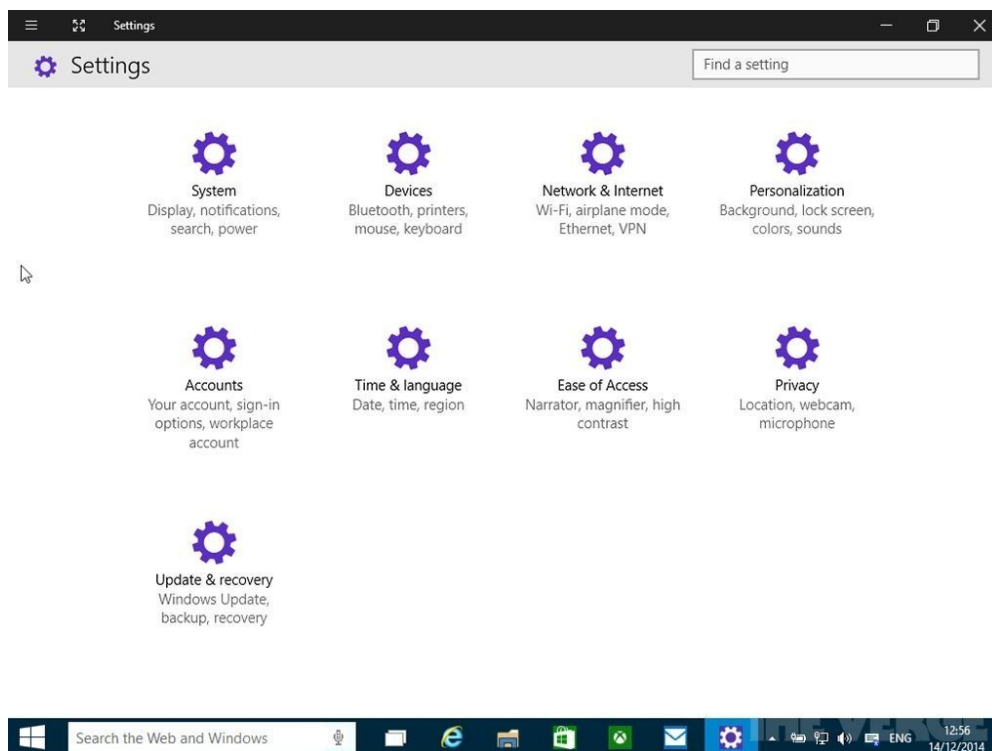 Settings
Settings
Find a setting
System
Display, notifications,
search, power
Devices
Bluetooth, printers,
mouse, keyboard
Network & Internet
Wi-Fi, airplane mode,
Ethernet, VPN
Personalization
Background, lock screen,
colors, sounds
Accounts
Your account, sign-in
options, workplace
account
Time & language
Date, time, region
Ease of Access
Narrator, magnifier, high
contrast
Privacy
Location, webcam,
microphone
Update & recovery
Windows Update,
backup, recovery
Search the Web and Windows
THE VERGE
ENG
12:56
14/12/2014